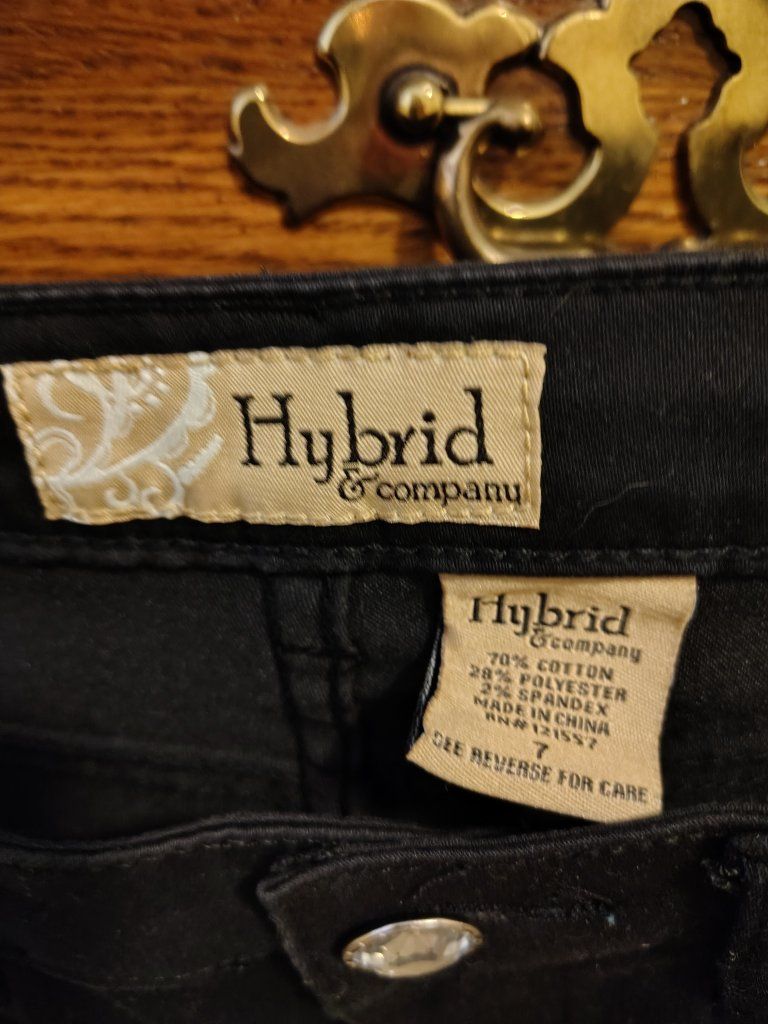 Hybrid
& company
Hybrid
& company
70% COTTON
28% POLYESTER
2% SPANDEX
MADE IN CHINA
RN# 121557
7
SEE REVERSE FOR CARE